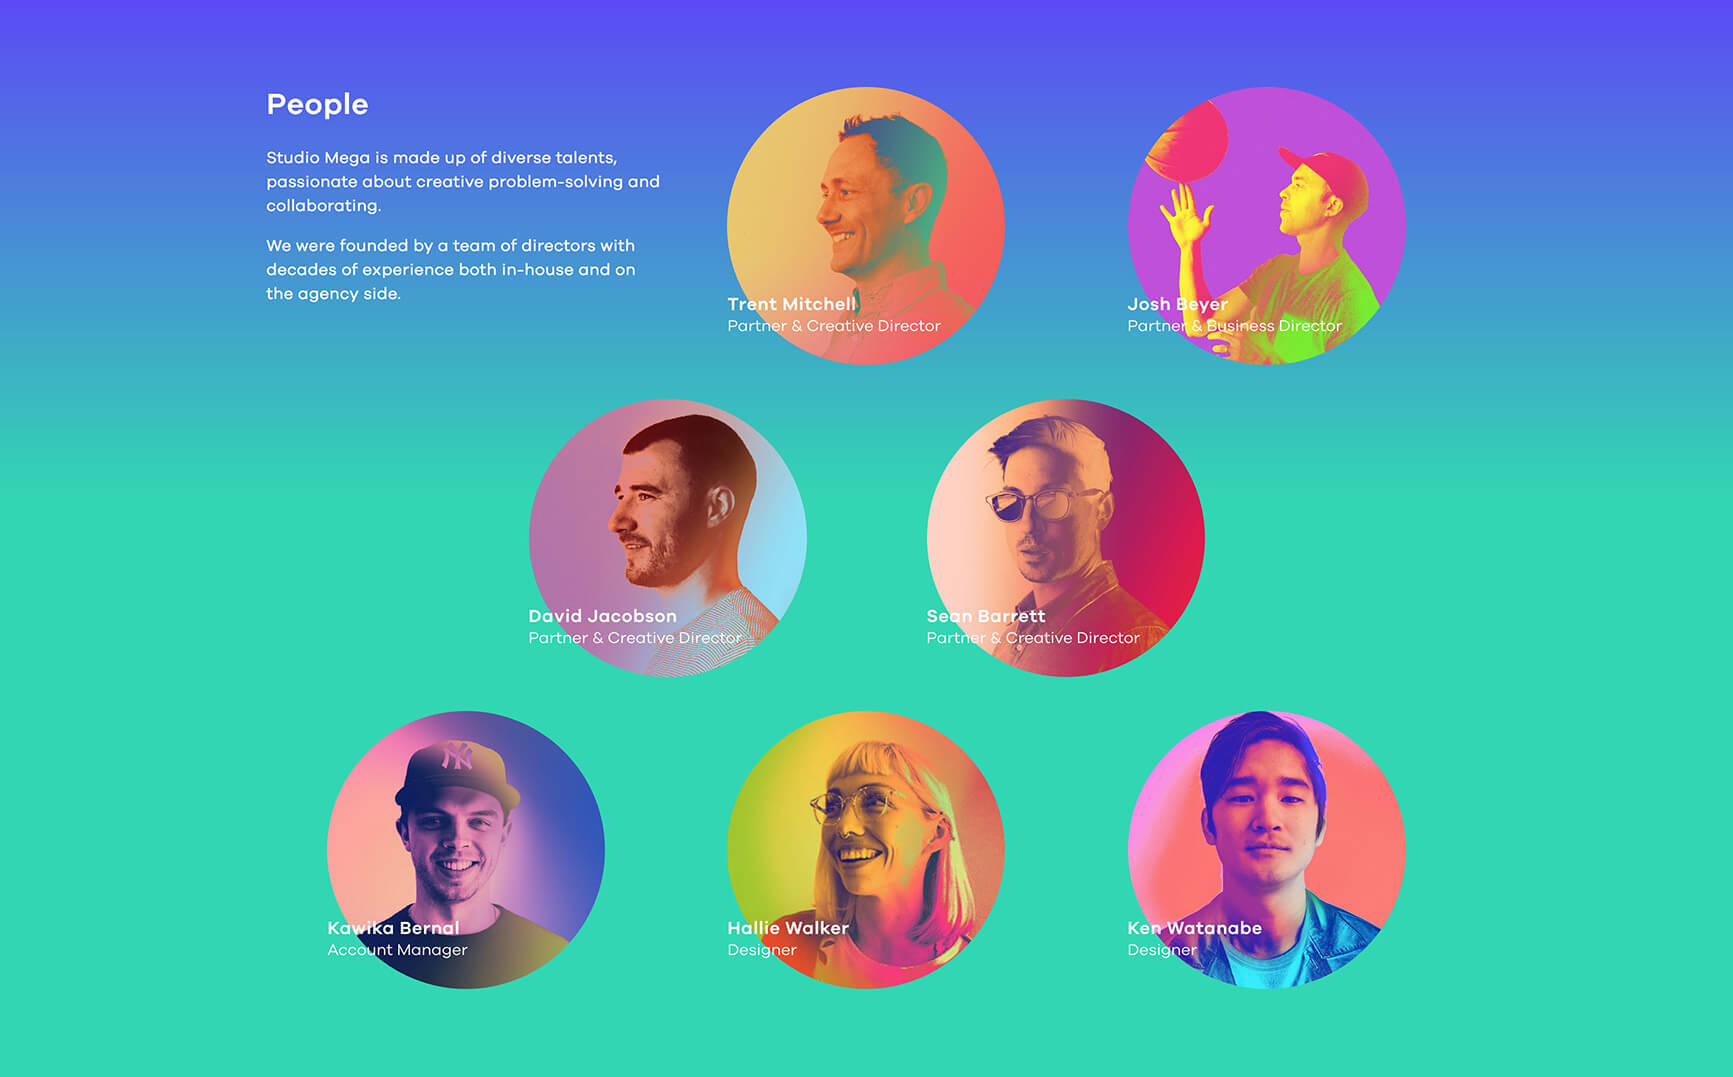 People
Studio Mega is made up of diverse talents,
passionate about creative problem-solving and
collaborating.
We were founded by a team of directors with
decades of experience both in-house and on
the agency side.
Trent Mitchell
Partner & Creative Director
Josh Beyer
Partner & Business Director
David Jacobson
Partner & Creative Director
Sean Barrett
Partner & Creative Director
NY
Kawika Bernal
Account Manager
Hallie Walker
Designer
Ken Watanabe
Designer